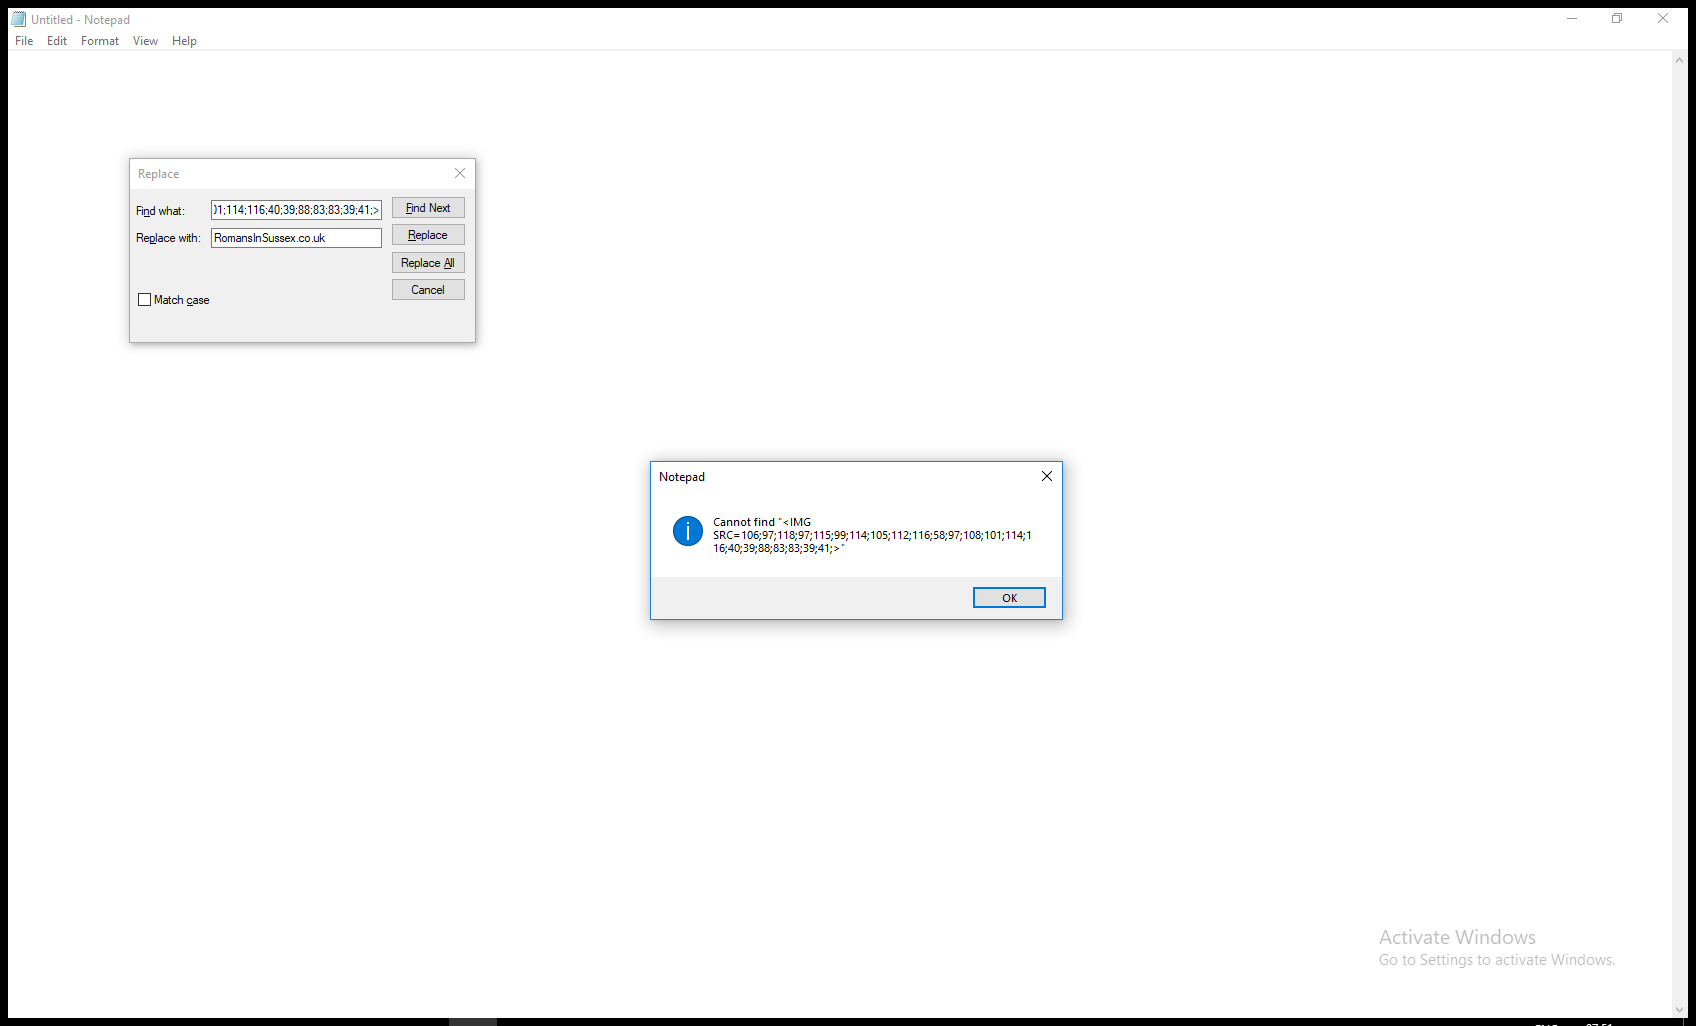 Untitled - Notepad
File Edit Format View Help
Replace
Find what: 01;114;116;40;39;88;83;83;39;41;> Find Next
Replace with: RomansInSussex.co.uk Replace
Replace All
Cancel
Match case
Notepad
Cannot find "<IMG
SRC=106;97;118;97;115;99;114;105;112;116;58;97;108;101;114;1
16;40;39;88;83;83;39;41;>"
OK
Activate Windows
Go to Settings to activate Windows.